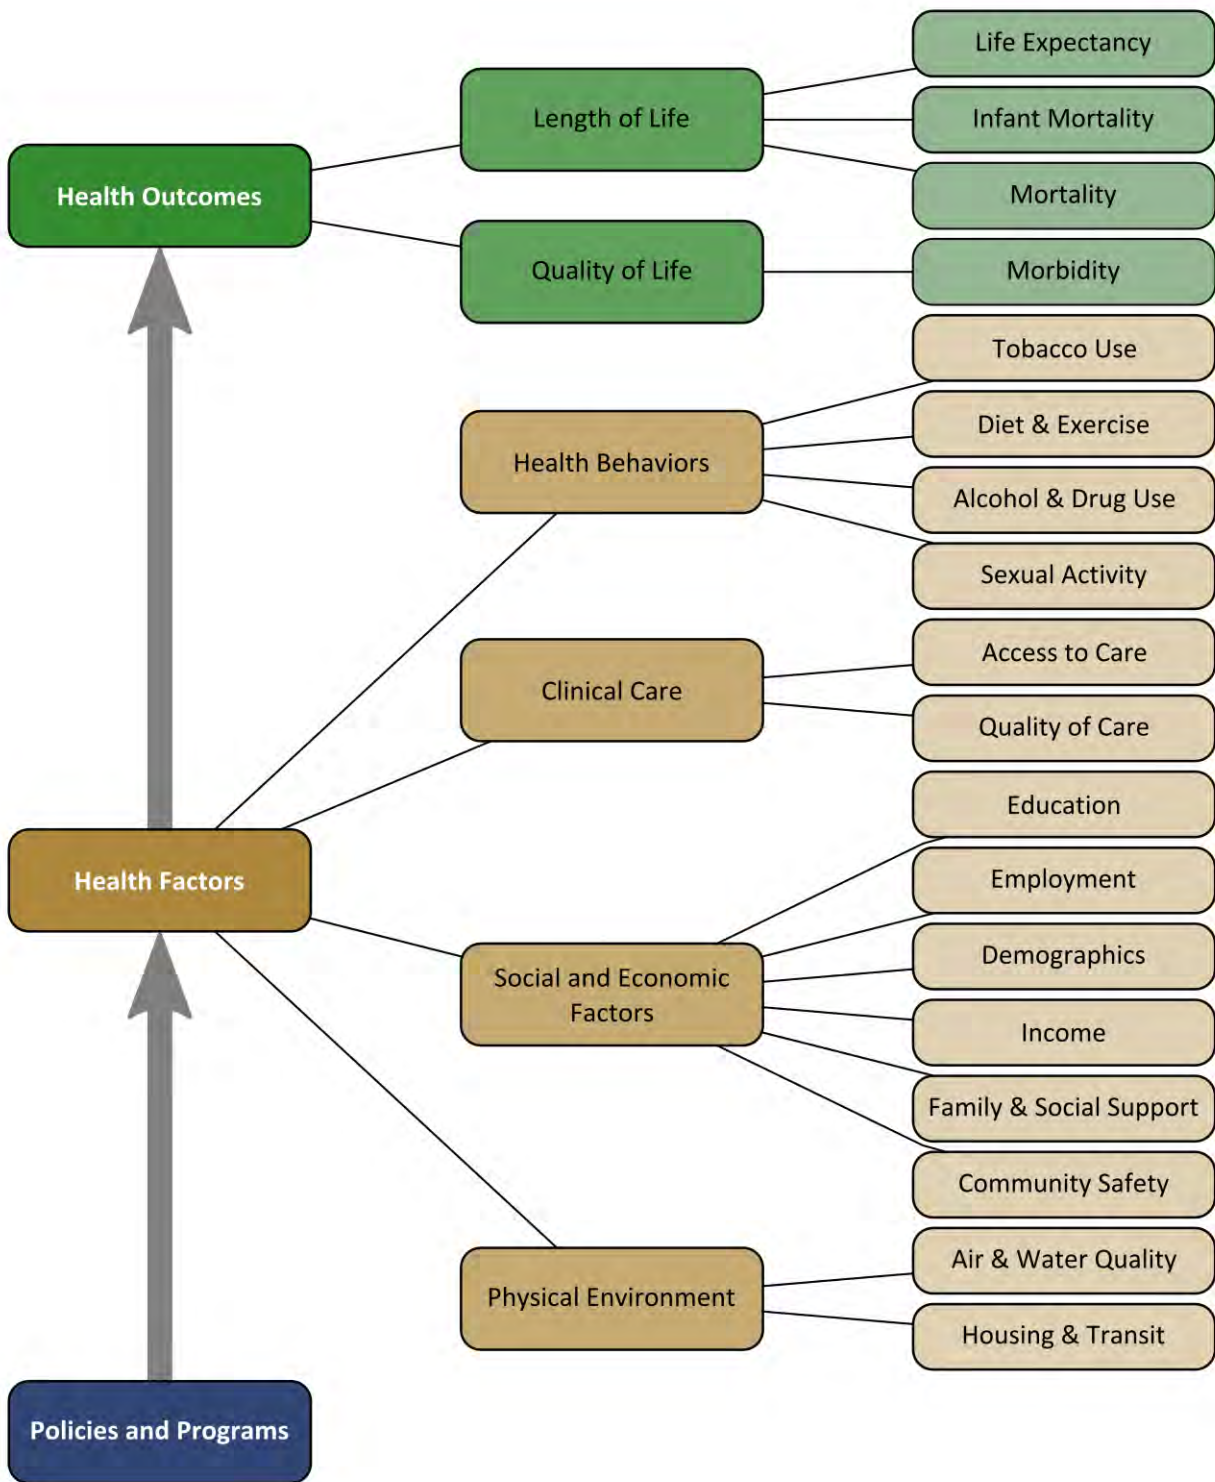 Life Expectancy
Length of Life
Infant Mortality
Health Outcomes
Mortality
Quality of Life
Morbidity
Tobacco Use
Diet & Exercise
Health Behaviors
Alcohol & Drug Use
Sexual Activity
Access to Care
Clinical Care
Quality of Care
Education
Health Factors
Employment
Demographics
Social and Economic
Factors
Income
Family & Social Support
Community Safety
Air & Water Quality
Physical Environment
Housing & Transit
Policies and Programs